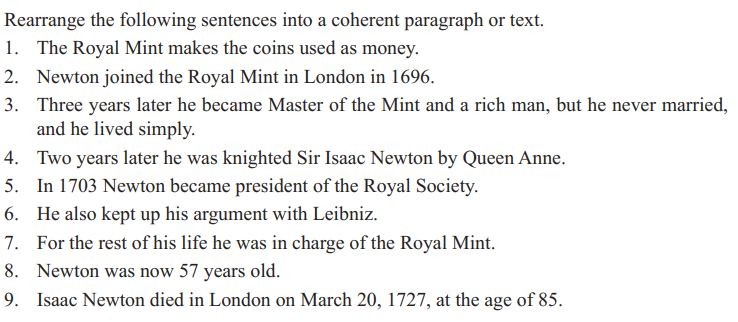 Rearrange the following sentences into a coherent paragraph or text.
1. The Royal Mint makes the coins used as money.
2. Newton joined the Royal Mint in London in 1696.
3. Three years later he became Master of the Mint and a rich man, but he never married,
and he lived simply.
4. Two years later he was knighted Sir Isaac Newton by Queen Anne.
5. In 1703 Newton became president of the Royal Society.
6. He also kept up his argument with Leibniz.
7. For the rest of his life he was in charge of the Royal Mint.
8. Newton was now 57 years old.
9. Isaac Newton died in London on March 20, 1727, at the age of 85.